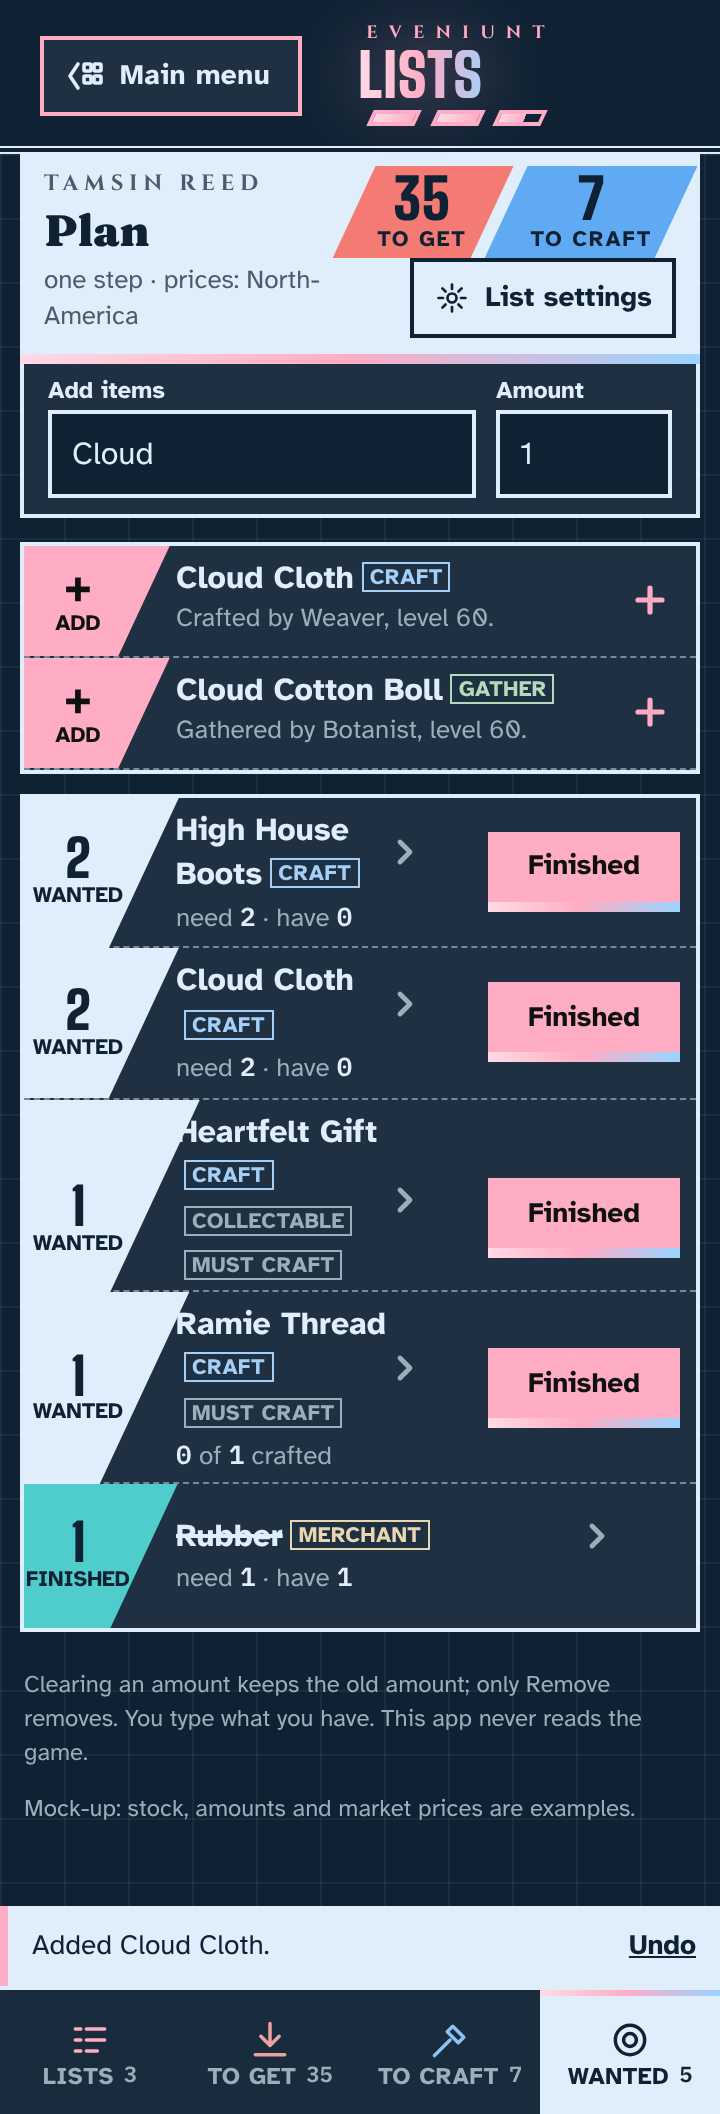 Main menu
EVENIUNT
LISTS
TAMSIN REED
Plan
one step · prices: North-
America
35
TO GET
7
TO CRAFT
List settings
Add items
Amount
Cloud
1
+
ADD
Cloud Cloth CRAFT
Crafted by Weaver, level 60.
+
+
ADD
Cloud Cotton Boll GATHER
Gathered by Botanist, level 60.
+
2
WANTED
High House
Boots CRAFT
need 2 · have 0
Finished
2
WANTED
Cloud Cloth
CRAFT
need 2 · have 0
Finished
1
WANTED
Heartfelt Gift
CRAFT
COLLECTABLE
MUST CRAFT
Finished
1
WANTED
Ramie Thread
CRAFT
MUST CRAFT
0 of 1 crafted
Finished
1
FINISHED
Rubber MERCHANT
need 1 · have 1
Clearing an amount keeps the old amount; only Remove
removes. You type what you have. This app never reads the
game.
Mock-up: stock, amounts and market prices are examples.
Added Cloud Cloth.
Undo
LISTS 3
TO GET 35
TO CRAFT 7
WANTED 5